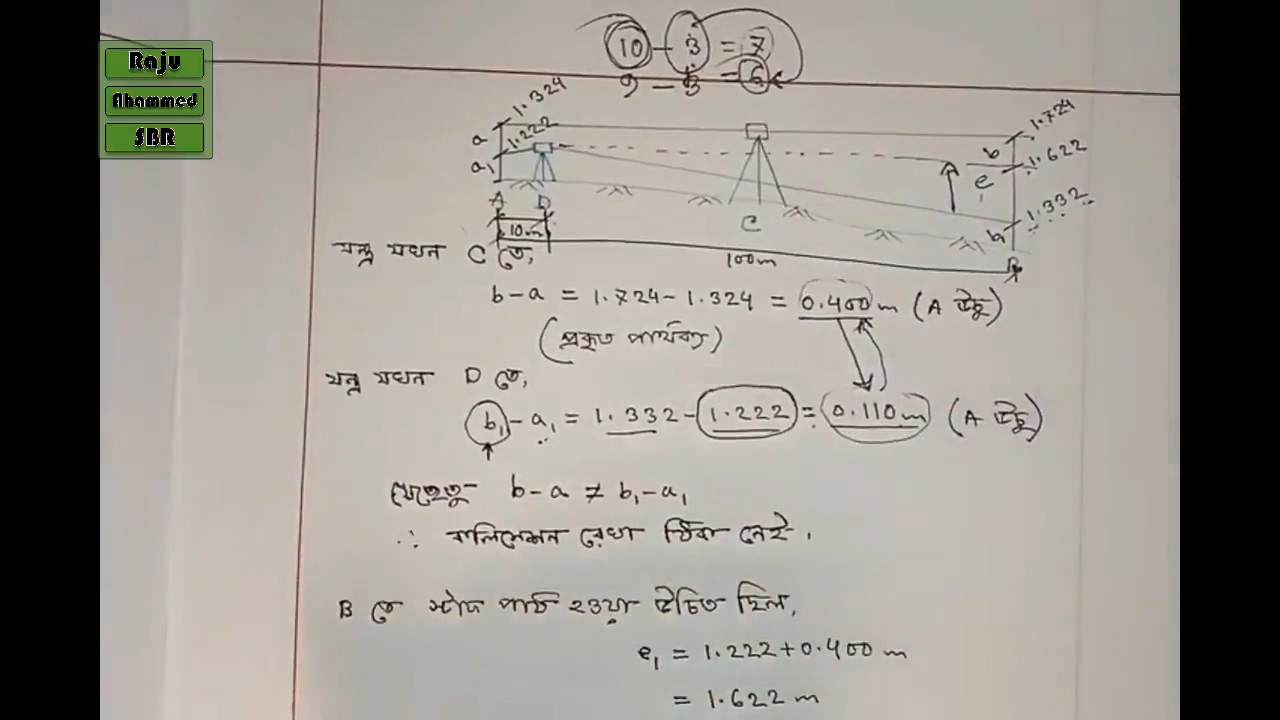 Raju
Ahammed
SBR
10 - 3 = 7
9 - 3 = 6
1.324
1.222
1.724
1.622
1.332
a
a₁
b
e
b₁
A D
C
B
10m
100m
যন্ত্র যখন C তে,
b-a = 1.724 - 1.324 = 0.400 m (A উঁচু)
(প্রকৃত পার্থক্য)
যন্ত্র যখন D তে,
b₁ - a₁ = 1.332 - 1.222 = 0.110 m (A উঁচু)
যেহেতু b-a ≠ b₁-a₁
∴ কলিমেশন রেখা ঠিক নেই।
B তে স্টাফ পাঠ হওয়া উচিত ছিল,
e₁ = 1.222 + 0.400 m
= 1.622 m